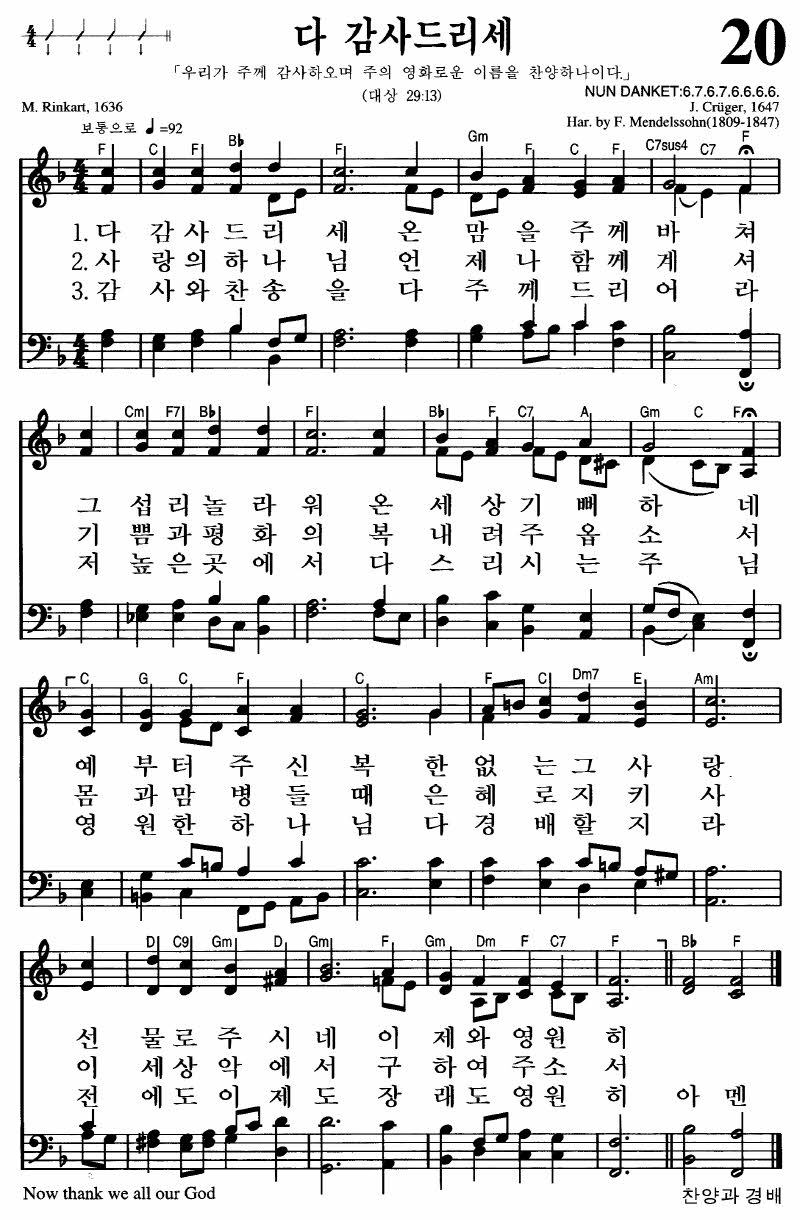 다 감사드리세
20
「우리가 주께 감사하오며 주의 영화로운 이름을 찬양하나이다.」
(대상 29:13)
NUN DANKET:6.7.6.7.6.6.6.6.
M. Rinkart, 1636
J. Crüger, 1647
Har. by F. Mendelssohn(1809-1847)
보통으로 ♩=92
F C F B♭ F Gm C F C7sus4 C7 F
1. 다 감 사 드 리 세 온 맘 을 주 께 바 쳐
2. 사 랑 의 하 나 님 언 제 나 함 께 계 셔
3. 감 사 와 찬 송 을 다 주 께 드 리 어 라
Cm F7 B♭ F B♭ F C7 A Gm C F
그 섭 리 놀 라 워 온 세 상 기 뻐 하 네
기 쁨 과 평 화 의 복 내 려 주 옵 소 서
저 높 은 곳 에 서 다 스 리 시 는 주 님
C G C F C F C Dm7 E Am
예 부 터 주 신 복 한 없 는 그 사 랑
몸 과 맘 병 들 때 은 혜 로 지 키 사
영 원 한 하 나 님 다 경 배 할 지 라
D C9 Gm D Gm F Gm Dm F C7 F B♭ F
선 물 로 주 시 네 이 제 와 영 원 히
이 세 상 악 에 서 구 하 여 주 소 서
전 에 도 이 제 도 장 래 도 영 원 히 아 멘
Now thank we all our God
찬양과 경배